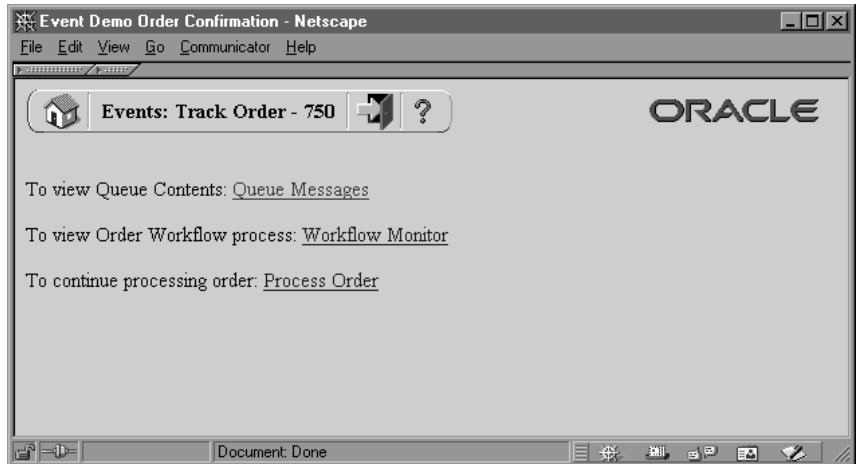 Event Demo Order Confirmation - Netscape
File Edit View Go Communicator Help
Events: Track Order - 750 ?
ORACLE
To view Queue Contents: Queue Messages
To view Order Workflow process: Workflow Monitor
To continue processing order: Process Order
Document: Done